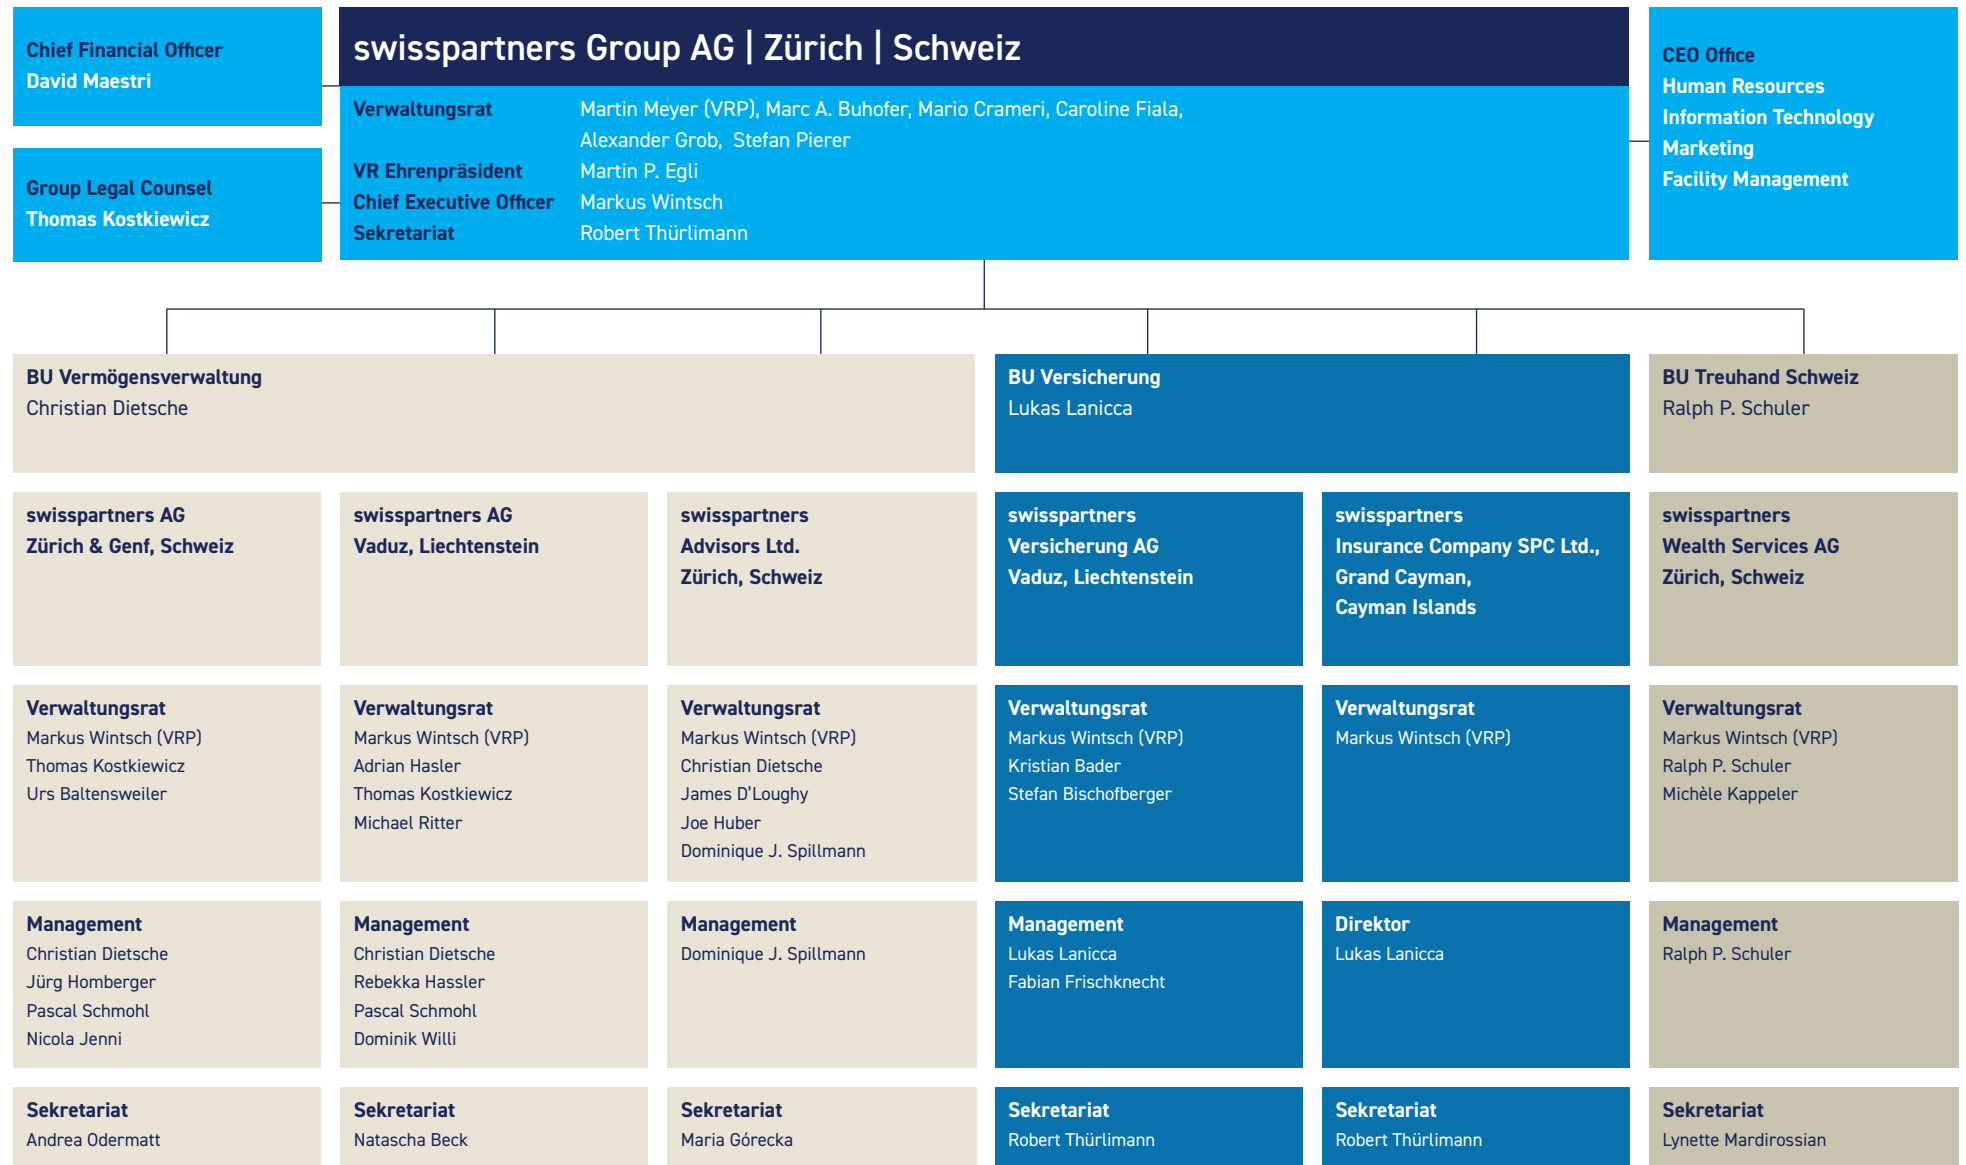 Chief Financial Officer
David Maestri
Group Legal Counsel
Thomas Kostkiewicz
swisspartners Group AG | Zürich | Schweiz
Verwaltungsrat Martin Meyer (VRP), Marc A. Buhofer, Mario Crameri, Caroline Fiala,
Alexander Grob, Stefan Pierer
VR Ehrenpräsident Martin P. Egli
Chief Executive Officer Markus Wintsch
Sekretariat Robert Thürlimann
CEO Office
Human Resources
Information Technology
Marketing
Facility Management
BU Vermögensverwaltung
Christian Dietsche
BU Versicherung
Lukas Lanicca
BU Treuhand Schweiz
Ralph P. Schuler
swisspartners AG
Zürich & Genf, Schweiz
swisspartners AG
Vaduz, Liechtenstein
swisspartners
Advisors Ltd.
Zürich, Schweiz
swisspartners
Versicherung AG
Vaduz, Liechtenstein
swisspartners
Insurance Company SPC Ltd.,
Grand Cayman,
Cayman Islands
swisspartners
Wealth Services AG
Zürich, Schweiz
Verwaltungsrat
Markus Wintsch (VRP)
Thomas Kostkiewicz
Urs Baltensweiler
Verwaltungsrat
Markus Wintsch (VRP)
Adrian Hasler
Thomas Kostkiewicz
Michael Ritter
Verwaltungsrat
Markus Wintsch (VRP)
Christian Dietsche
James D'Loughy
Joe Huber
Dominique J. Spillmann
Verwaltungsrat
Markus Wintsch (VRP)
Kristian Bader
Stefan Bischofberger
Verwaltungsrat
Markus Wintsch (VRP)
Verwaltungsrat
Markus Wintsch (VRP)
Ralph P. Schuler
Michèle Kappeler
Management
Christian Dietsche
Jürg Homberger
Pascal Schmohl
Nicola Jenni
Management
Christian Dietsche
Rebekka Hassler
Pascal Schmohl
Dominik Willi
Management
Dominique J. Spillmann
Management
Lukas Lanicca
Fabian Frischknecht
Direktor
Lukas Lanicca
Management
Ralph P. Schuler
Sekretariat
Andrea Odermatt
Sekretariat
Natascha Beck
Sekretariat
Maria Górecka
Sekretariat
Robert Thürlimann
Sekretariat
Robert Thürlimann
Sekretariat
Lynette Mardirossian